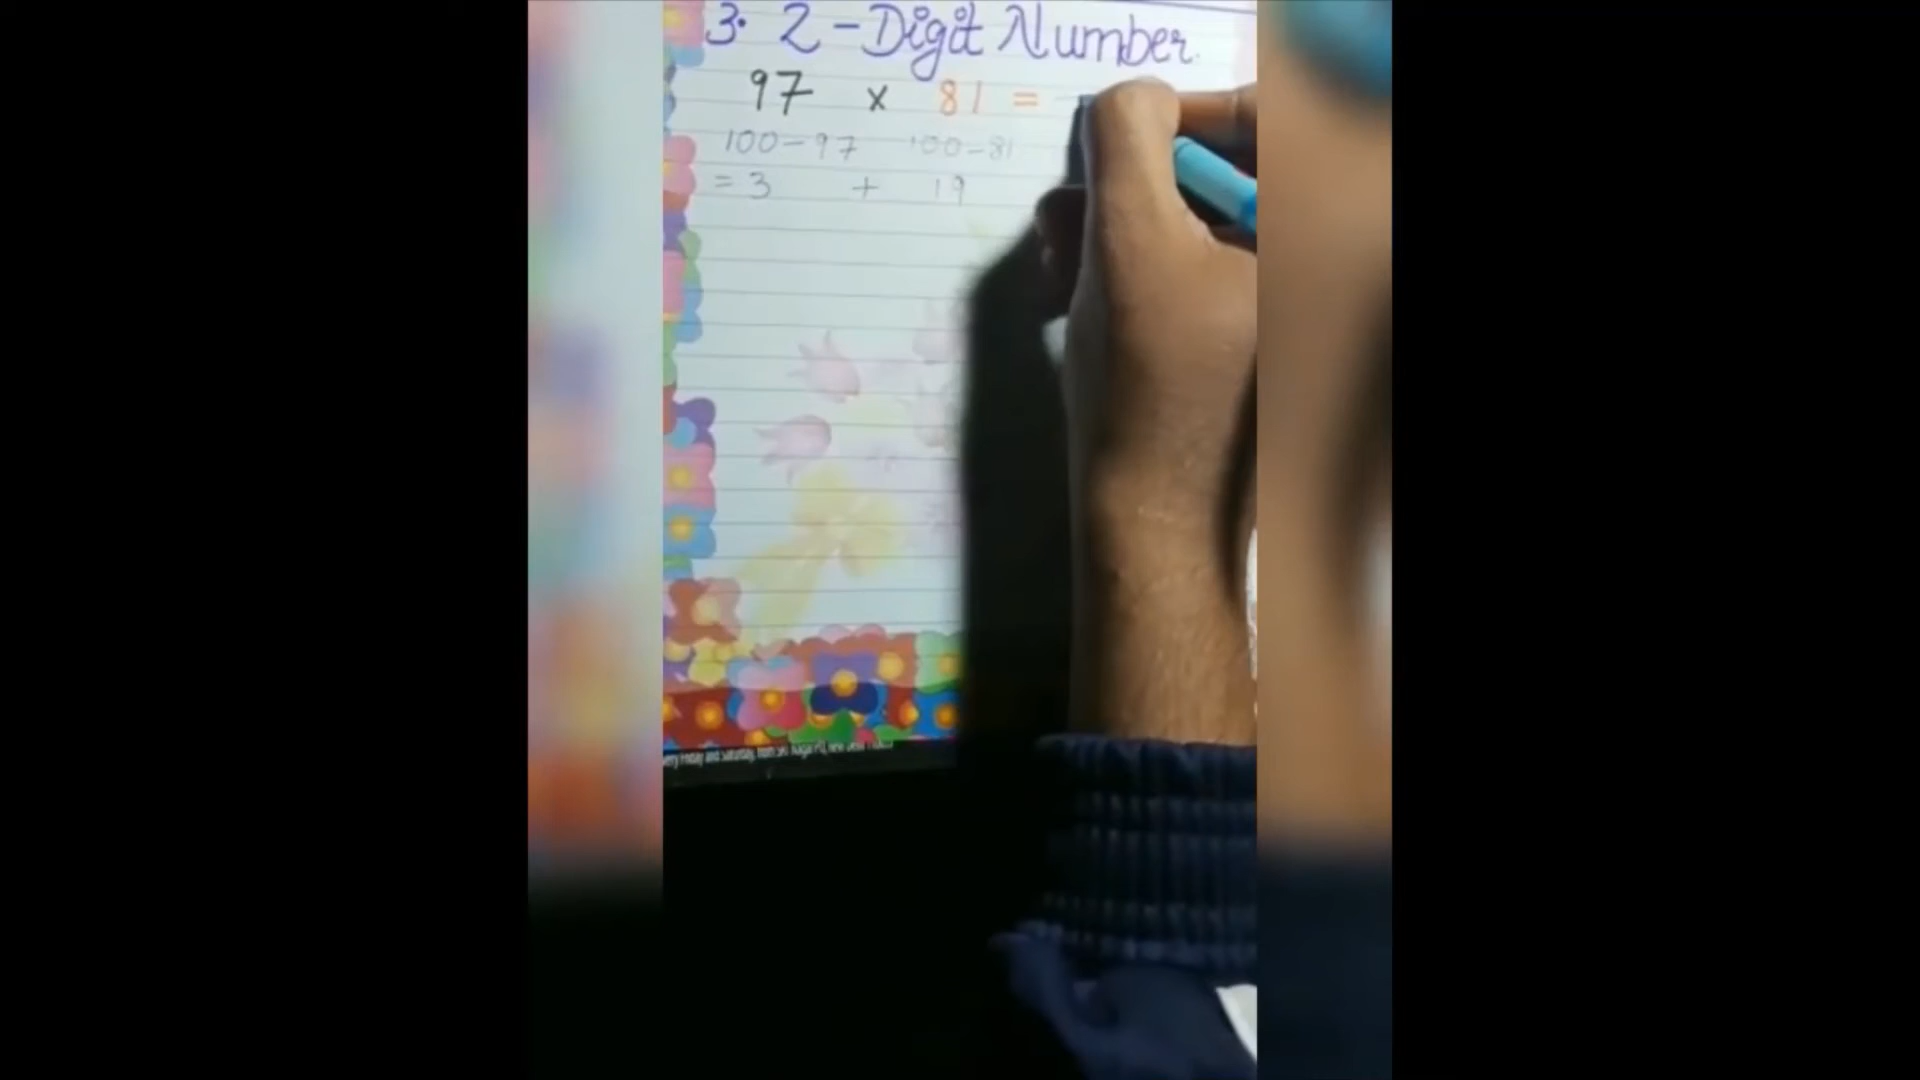 3. 2-Digit Number
97 x 81 =
100-97 100-81
= 3 + 19